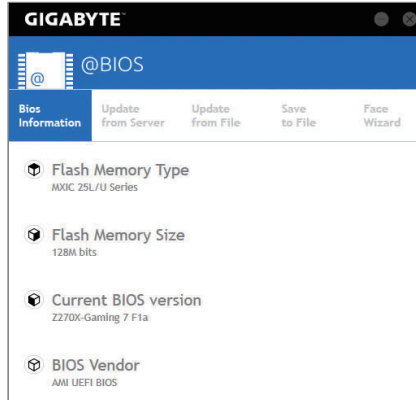 GIGABYTE™
@
@BIOS
Bios
Information
Update
from Server
Update
from File
Save
to File
Face
Wizard
Flash Memory Type
MXIC 25L/U Series
Flash Memory Size
128M bits
Current BIOS version
Z270X-Gaming 7 F1a
BIOS Vendor
AMI UEFI BIOS